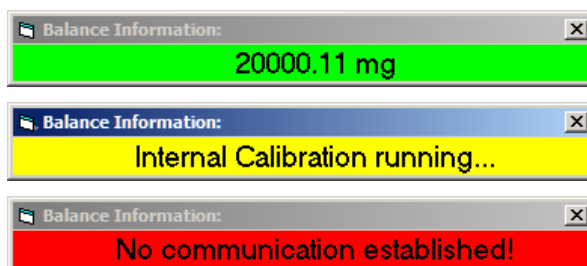 Balance Information:
20000.11 mg
Balance Information:
Internal Calibration running...
Balance Information:
No communication established!